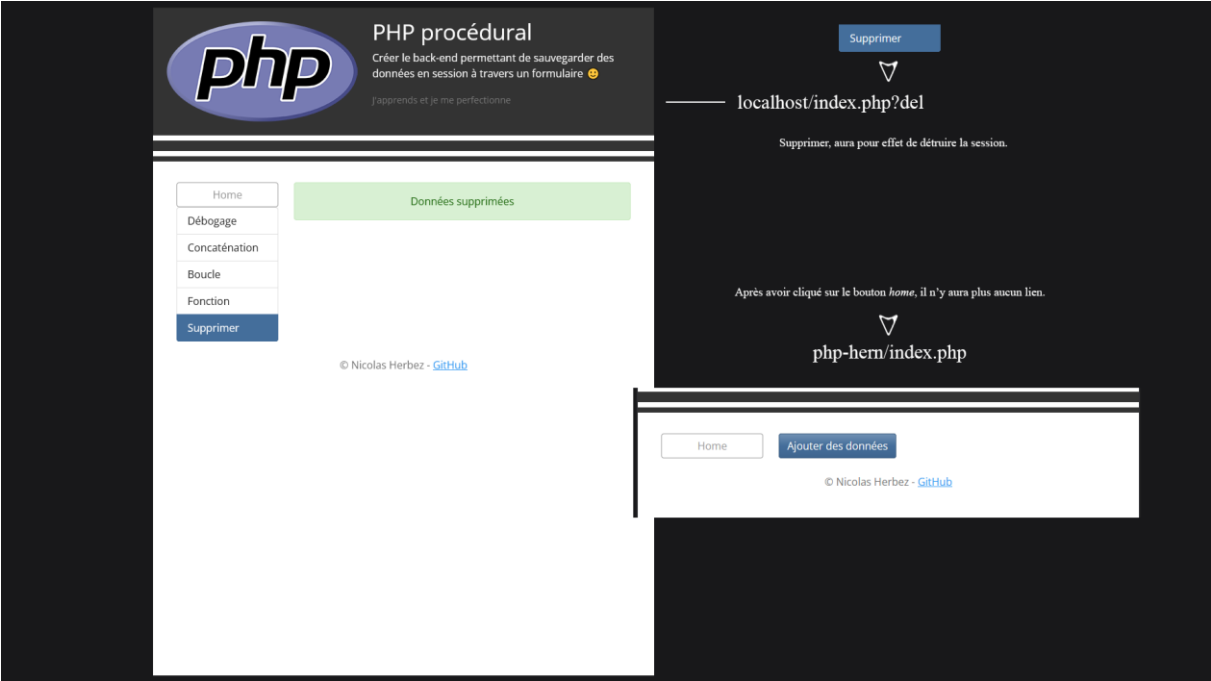 php
PHP procédural
Créer le back-end permettant de sauvegarder des
données en session à travers un formulaire 🙂
J'apprends et je me perfectionne
Home
Débogage
Concaténation
Boucle
Fonction
Supprimer
Données supprimées
© Nicolas Herbez - GitHub
Supprimer
localhost/index.php?del
Supprimer, aura pour effet de détruire la session.
Après avoir cliqué sur le bouton home, il n’y aura plus aucun lien.
php-hern/index.php
Home
Ajouter des données
© Nicolas Herbez - GitHub